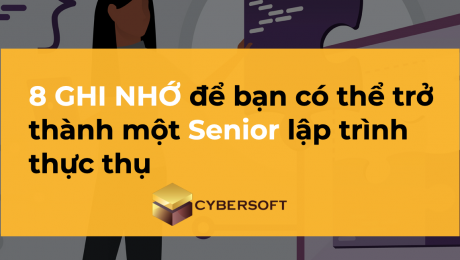 8 GHI NHỚ để bạn có thể trở
thành một Senior lập trình
thực thụ
CYBERSOFT